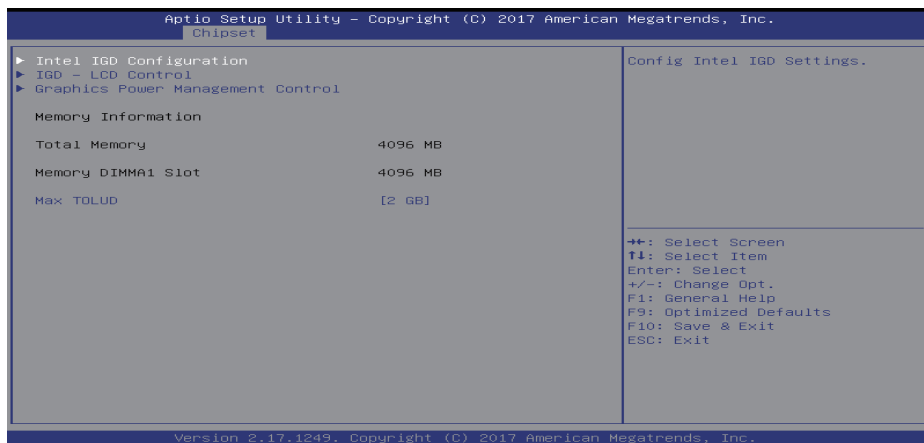 Aptio Setup Utility – Copyright (C) 2017 American Megatrends, Inc.
Chipset
▶ Intel IGD Configuration
▶ IGD – LCD Control
▶ Graphics Power Management Control
Memory Information
Total Memory 4096 MB
Memory DIMMA1 Slot 4096 MB
Max TOLUD [2 GB]
Config Intel IGD Settings.
→←: Select Screen
↑↓: Select Item
Enter: Select
+/-: Change Opt.
F1: General Help
F9: Optimized Defaults
F10: Save & Exit
ESC: Exit
Version 2.17.1249. Copyright (C) 2017 American Megatrends, Inc.